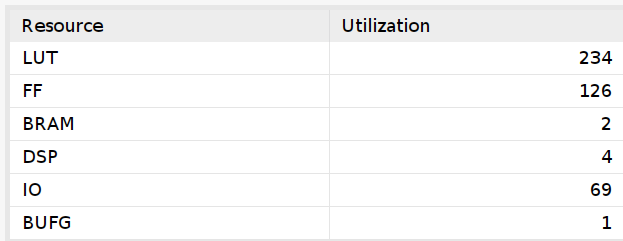 Resource Utilization
LUT 234
FF 126
BRAM 2
DSP 4
IO 69
BUFG 1